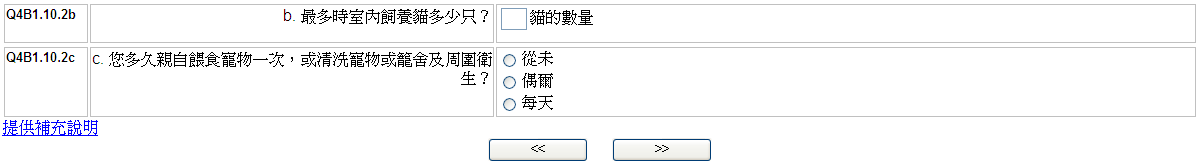 Q4B1.10.2b b. 最多時室內飼養貓多少只？ 貓的數量
Q4B1.10.2c c. 您多久親自餵食寵物一次，或清洗寵物或籠舍及周圍衛生？
從未
偶爾
每天
提供補充說明
<< >>